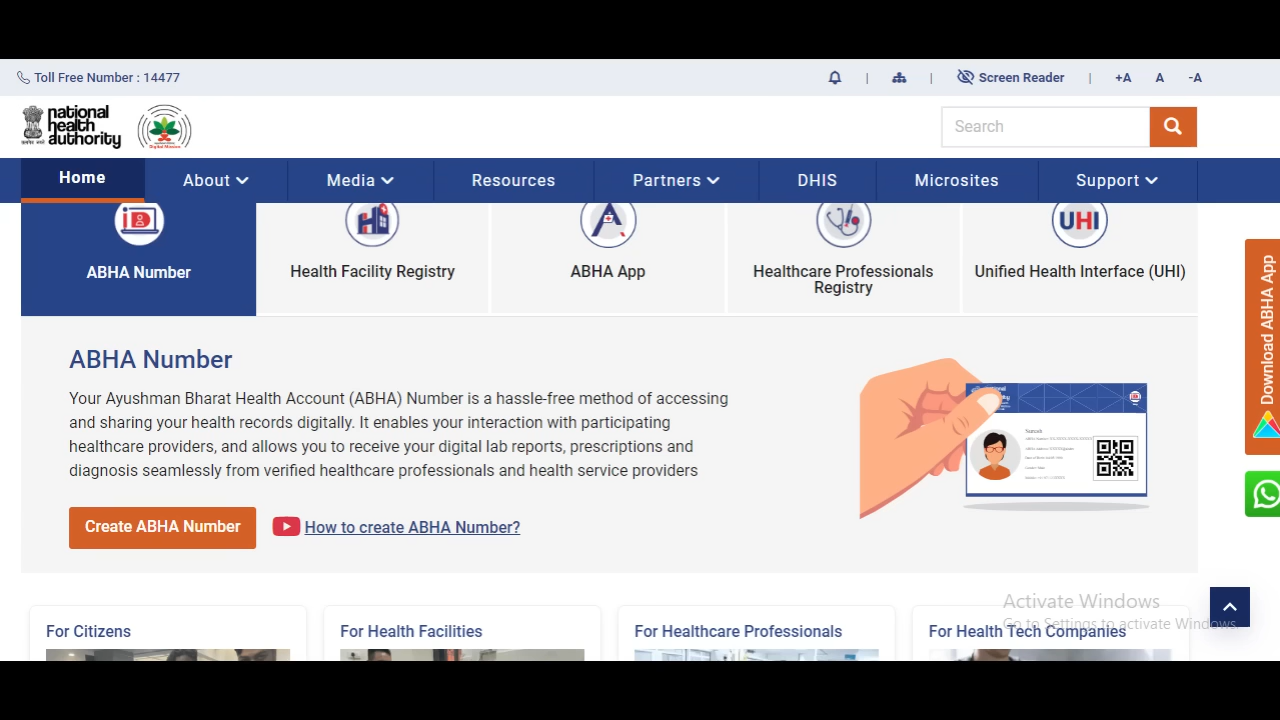 Toll Free Number : 14477
Screen Reader
+A
A
-A
national
health
authority
Search
Home
About
Media
Resources
Partners
DHIS
Microsites
Support
ABHA Number
Health Facility Registry
ABHA App
Healthcare Professionals
Registry
UHI
Unified Health Interface (UHI)
Download ABHA App
ABHA Number
Your Ayushman Bharat Health Account (ABHA) Number is a hassle-free method of accessing
and sharing your health records digitally. It enables your interaction with participating
healthcare providers, and allows you to receive your digital lab reports, prescriptions and
diagnosis seamlessly from verified healthcare professionals and health service providers
Create ABHA Number
How to create ABHA Number?
Activate Windows
Go to Settings to activate Windows.
For Citizens
For Health Facilities
For Healthcare Professionals
For Health Tech Companies